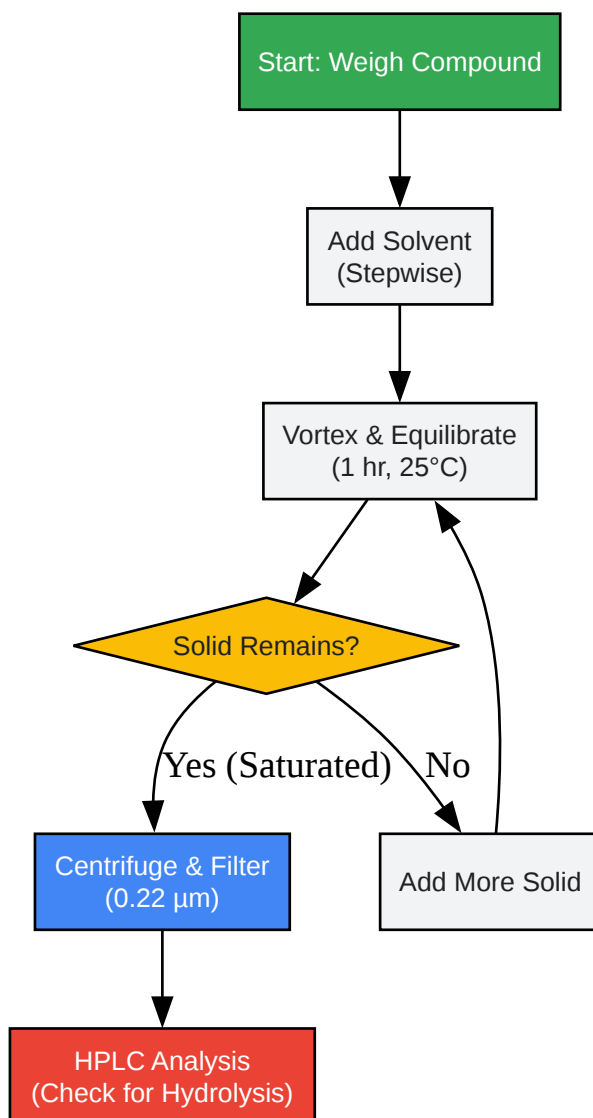 Start: Weigh Compound
Add Solvent
(Stepwise)
Vortex & Equilibrate
(1 hr, 25°C)
Solid Remains?
Yes (Saturated)
No
Centrifuge & Filter
(0.22 µm)
Add More Solid
HPLC Analysis
(Check for Hydrolysis)